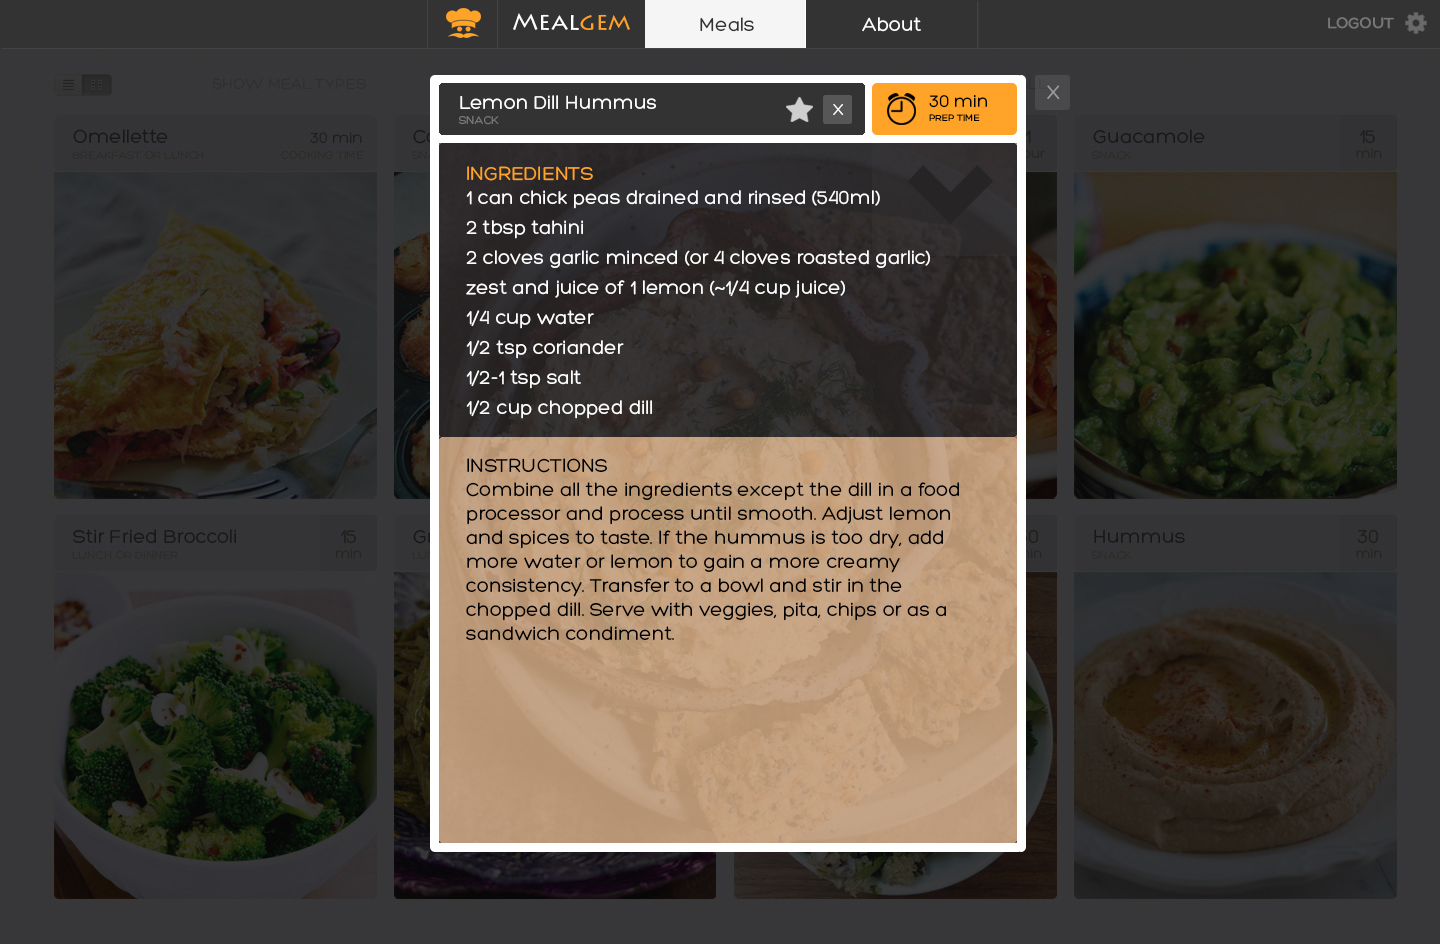 MEALGEM
Meals
About
LOGOUT
SHOW MEAL TYPES
Omellette
BREAKFAST OR LUNCH
30 min
COOKING TIME
Guacamole
SNACK
15
min
Stir Fried Broccoli
LUNCH OR DINNER
15
min
Hummus
SNACK
30
min
Lemon Dill Hummus
SNACK
X
30 min
PREP TIME
X
INGREDIENTS
1 can chick peas drained and rinsed (540ml)
2 tbsp tahini
2 cloves garlic minced (or 4 cloves roasted garlic)
zest and juice of 1 lemon (~1/4 cup juice)
1/4 cup water
1/2 tsp coriander
1/2-1 tsp salt
1/2 cup chopped dill
INSTRUCTIONS
Combine all the ingredients except the dill in a food
processor and process until smooth. Adjust lemon
and spices to taste. If the hummus is too dry, add
more water or lemon to gain a more creamy
consistency. Transfer to a bowl and stir in the
chopped dill. Serve with veggies, pita, chips or as a
sandwich condiment.